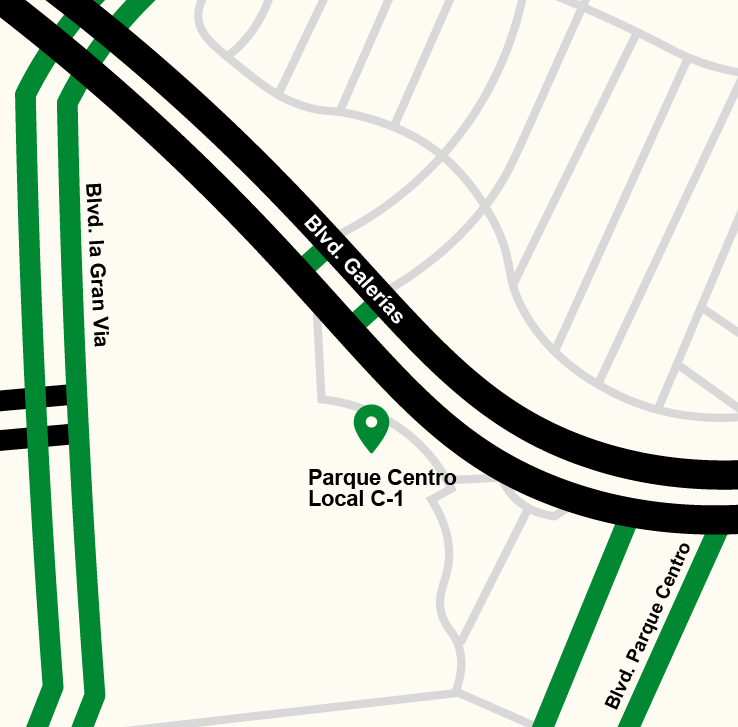 Blvd. la Gran Via
Blvd. Galerías
Parque Centro
Local C-1
Blvd. Parque Centro